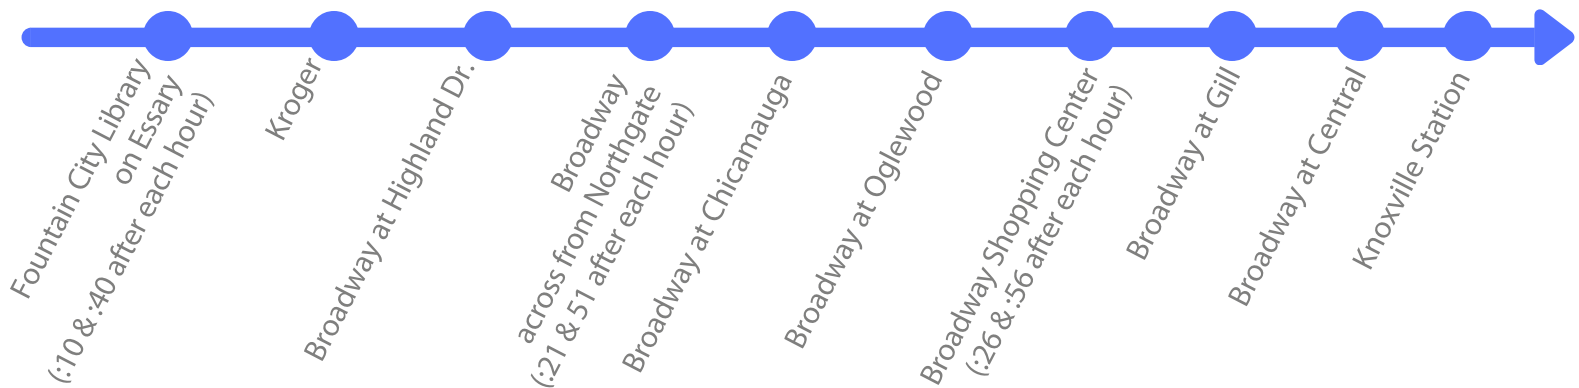 Fountain City Library
on Essary
(:10 & :40 after each hour)
Kroger
Broadway at Highland Dr.
Broadway
across from Northgate
(:21 & 51 after each hour)
Broadway at Chicamauga
Broadway at Oglewood
Broadway Shopping Center
(:26 & :56 after each hour)
Broadway at Gill
Broadway at Central
Knoxville Station